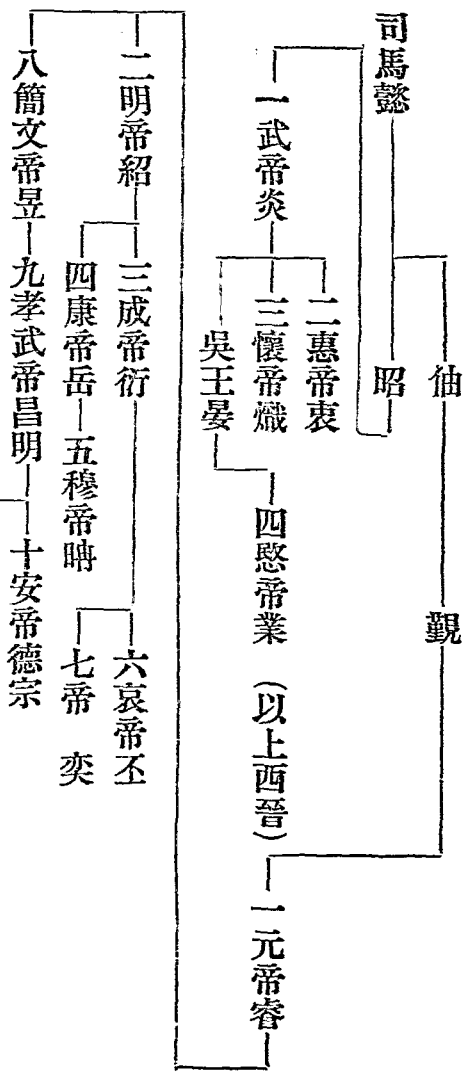 司馬懿
伷
覲
昭
一武帝炎
二惠帝衷
三懷帝熾
吳王晏
四愍帝業
(以上西晉)
一元帝睿
二明帝紹
三成帝衍
四康帝岳
五穆帝聃
六哀帝丕
七帝　奕
八簡文帝昱
九孝武帝昌明
十安帝德宗